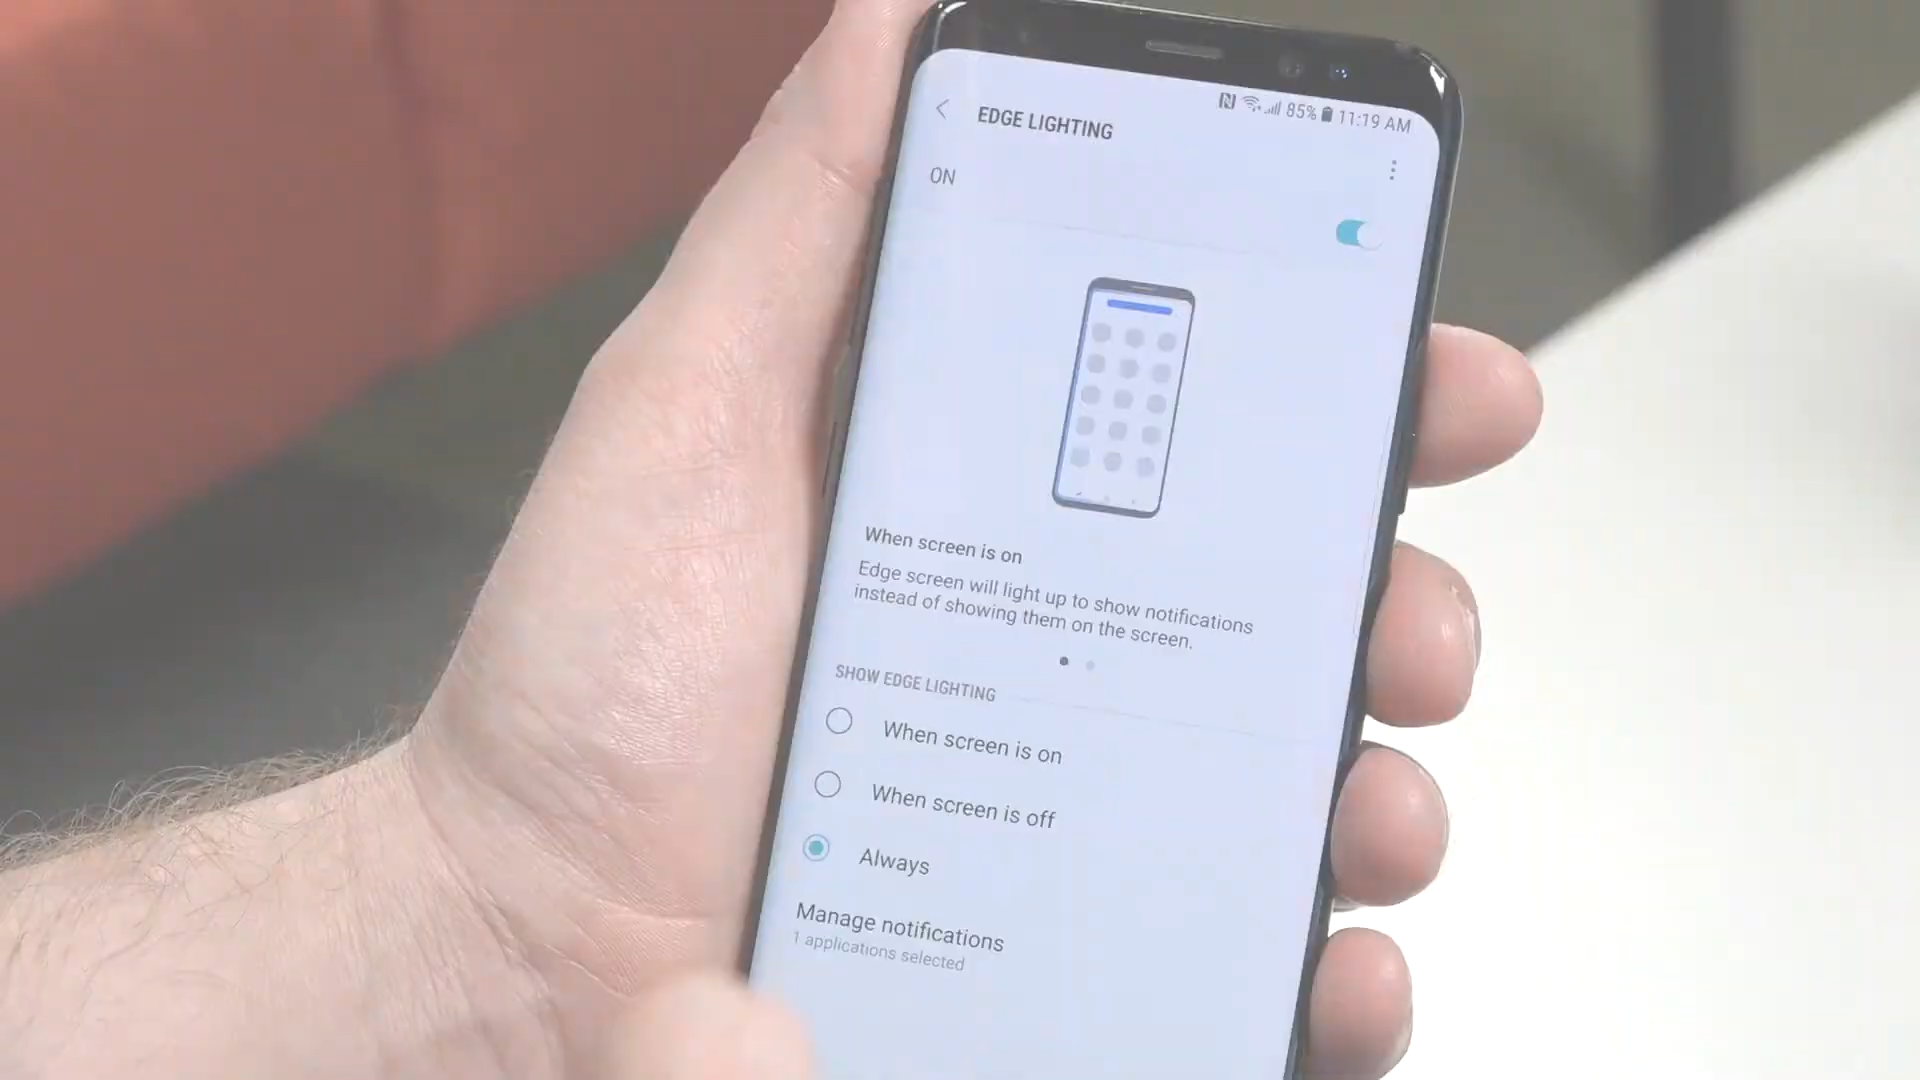 85% 11:19 AM
EDGE LIGHTING
ON
When screen is on
Edge screen will light up to show notifications
instead of showing them on the screen.
SHOW EDGE LIGHTING
When screen is on
When screen is off
Always
Manage notifications
1 applications selected